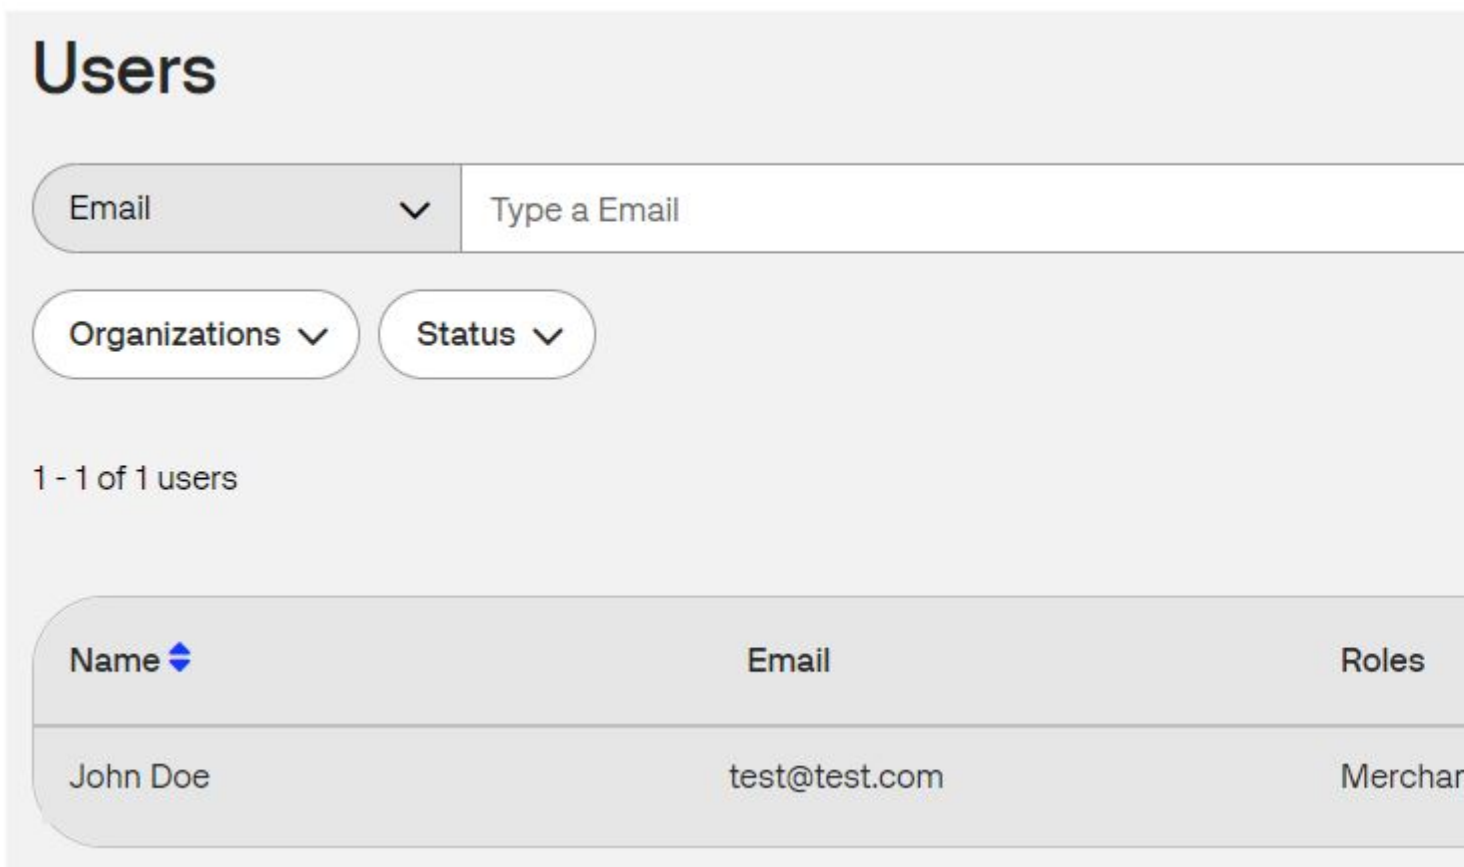 Users
Email Type a Email
Organizations Status
1 - 1 of 1 users
Name Email Roles
John Doe test@test.com